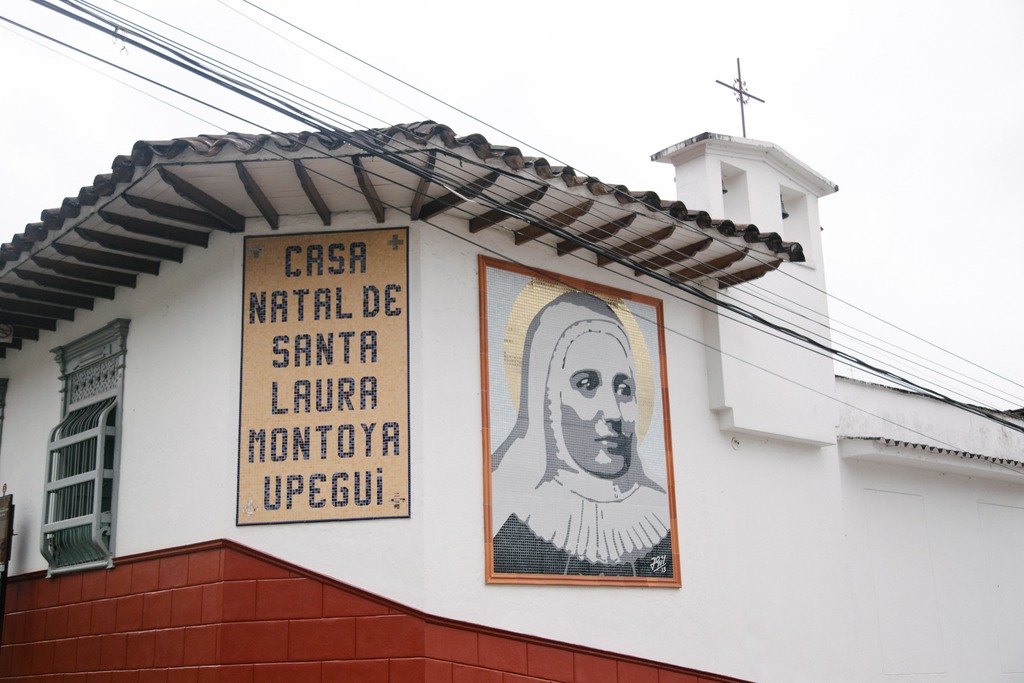 CASA
NATAL DE
SANTA
LAURA
MONTOYA
UPEGUi